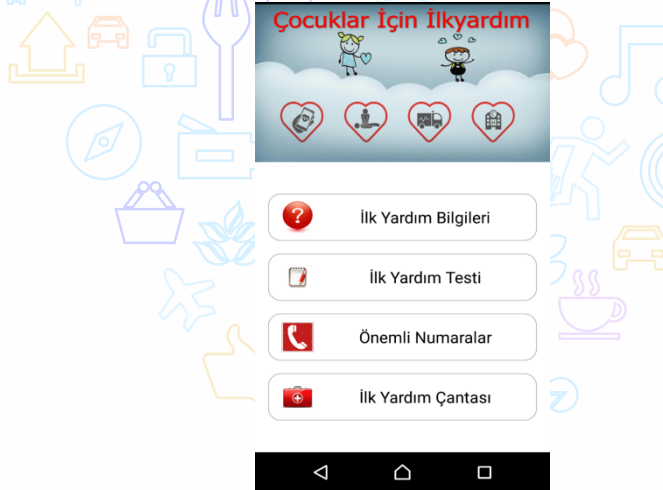 Çocuklar İçin İlkyardım
İlk Yardım Bilgileri
İlk Yardım Testi
Önemli Numaralar
İlk Yardım Çantası